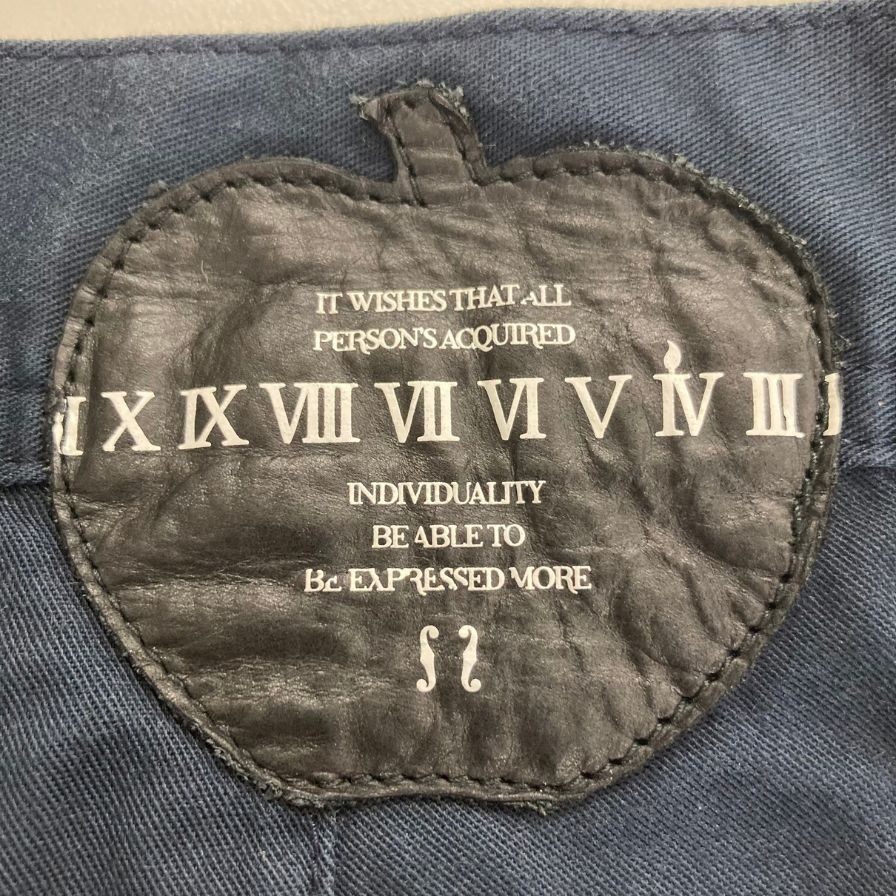 IT WISHES THAT ALL
PERSON'S ACQUIRED
I X IX VIII VII VI V IV III I
INDIVIDUALITY
BE ABLE TO
BE EXPRESSED MORE